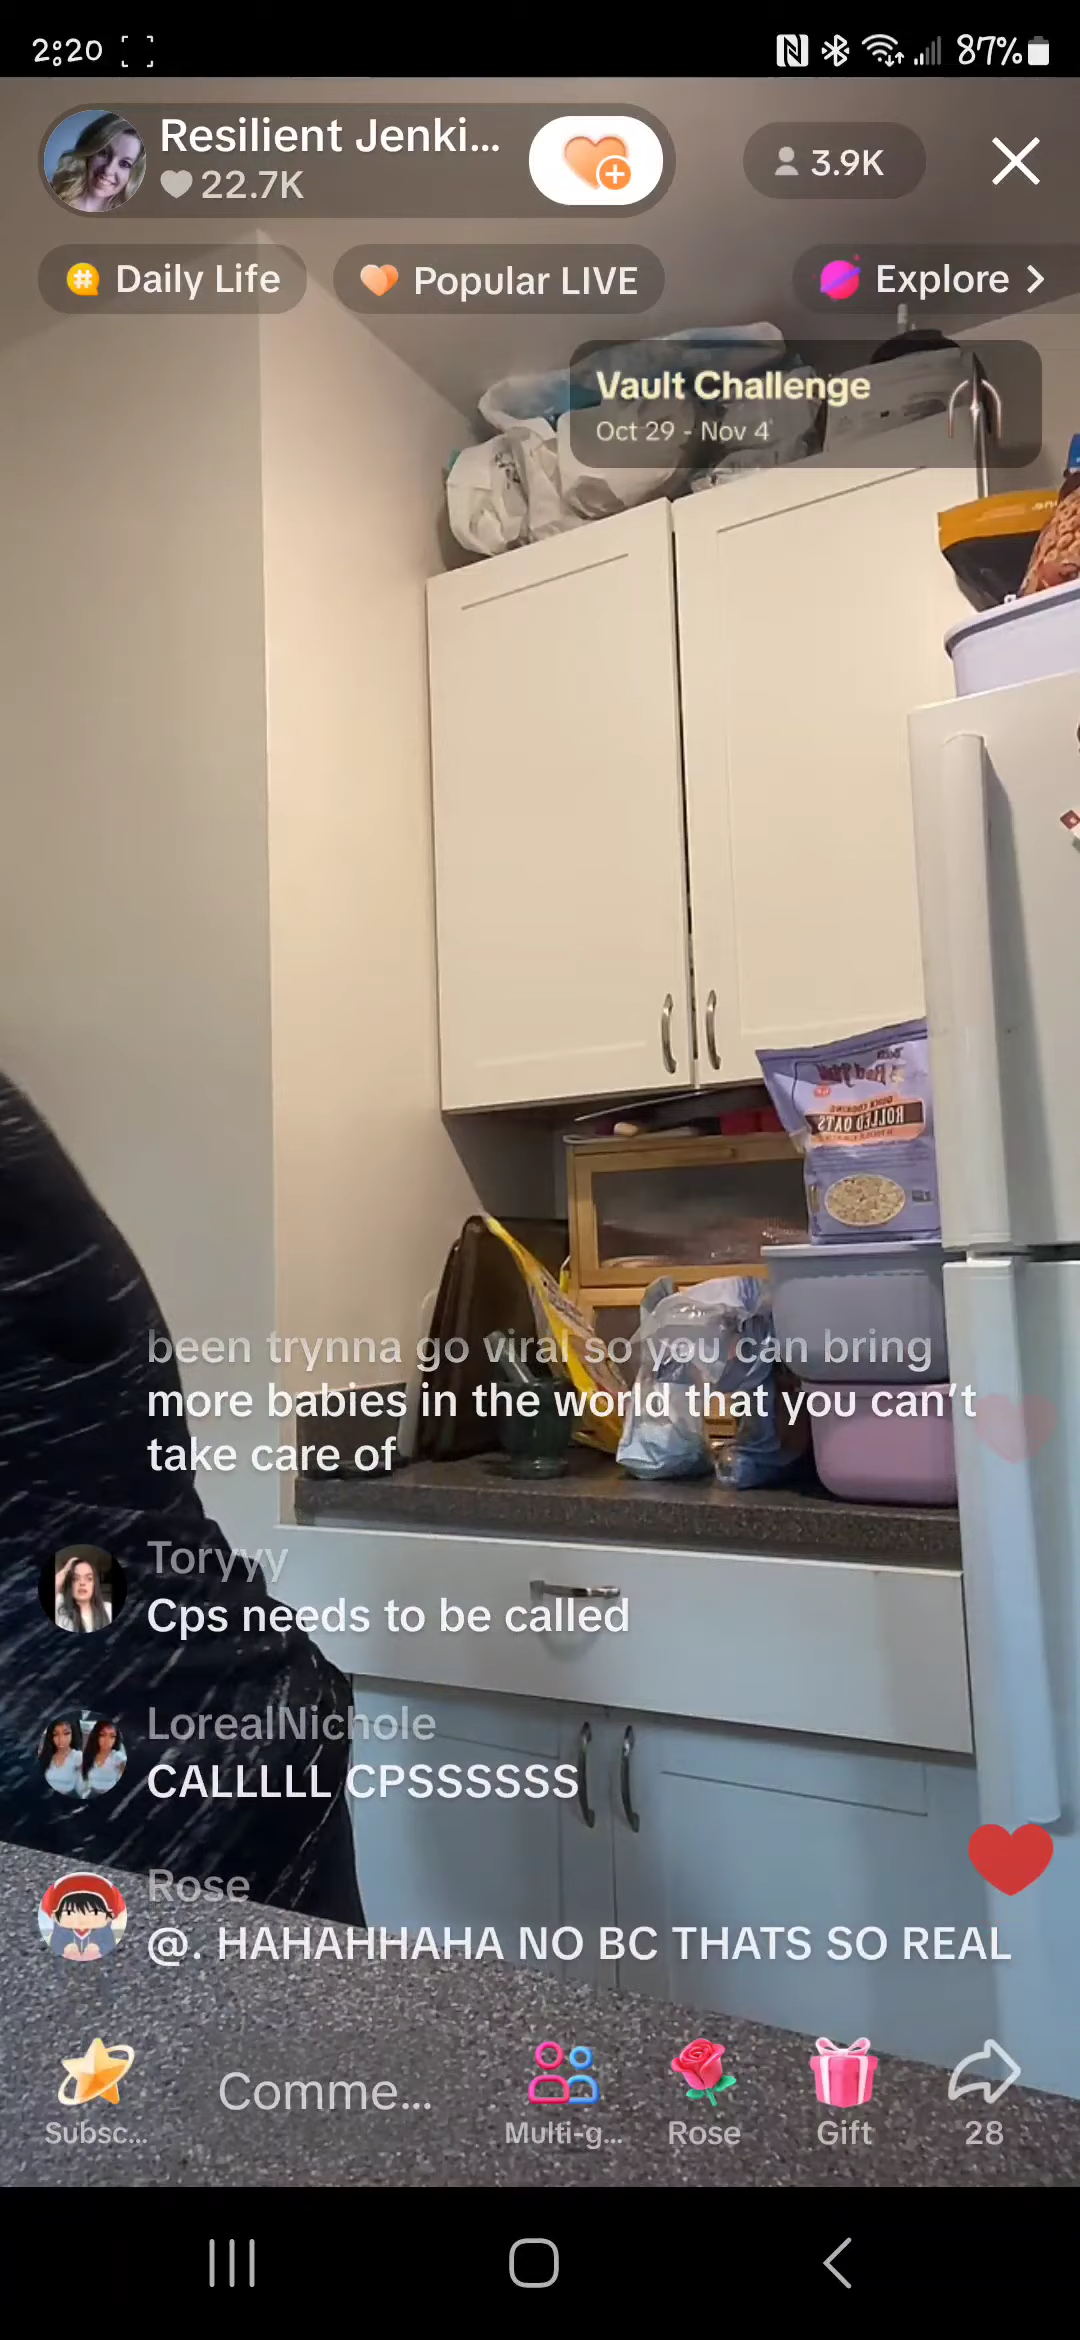 2:20
87%
Resilient Jenki...
22.7K
3.9K
Daily Life
Popular LIVE
Explore
Vault Challenge
Oct 29 - Nov 4
ROLLED OATS
been trynna go viral so you can bring
more babies in the world that you can’t
take care of
Toryyy
Cps needs to be called
LorealNichole
CALLLLL CPSSSSSS
Rose
@. HAHAHHAHA NO BC THATS SO REAL
Comme...
Subsc...
Multi-g...
Rose
Gift
28